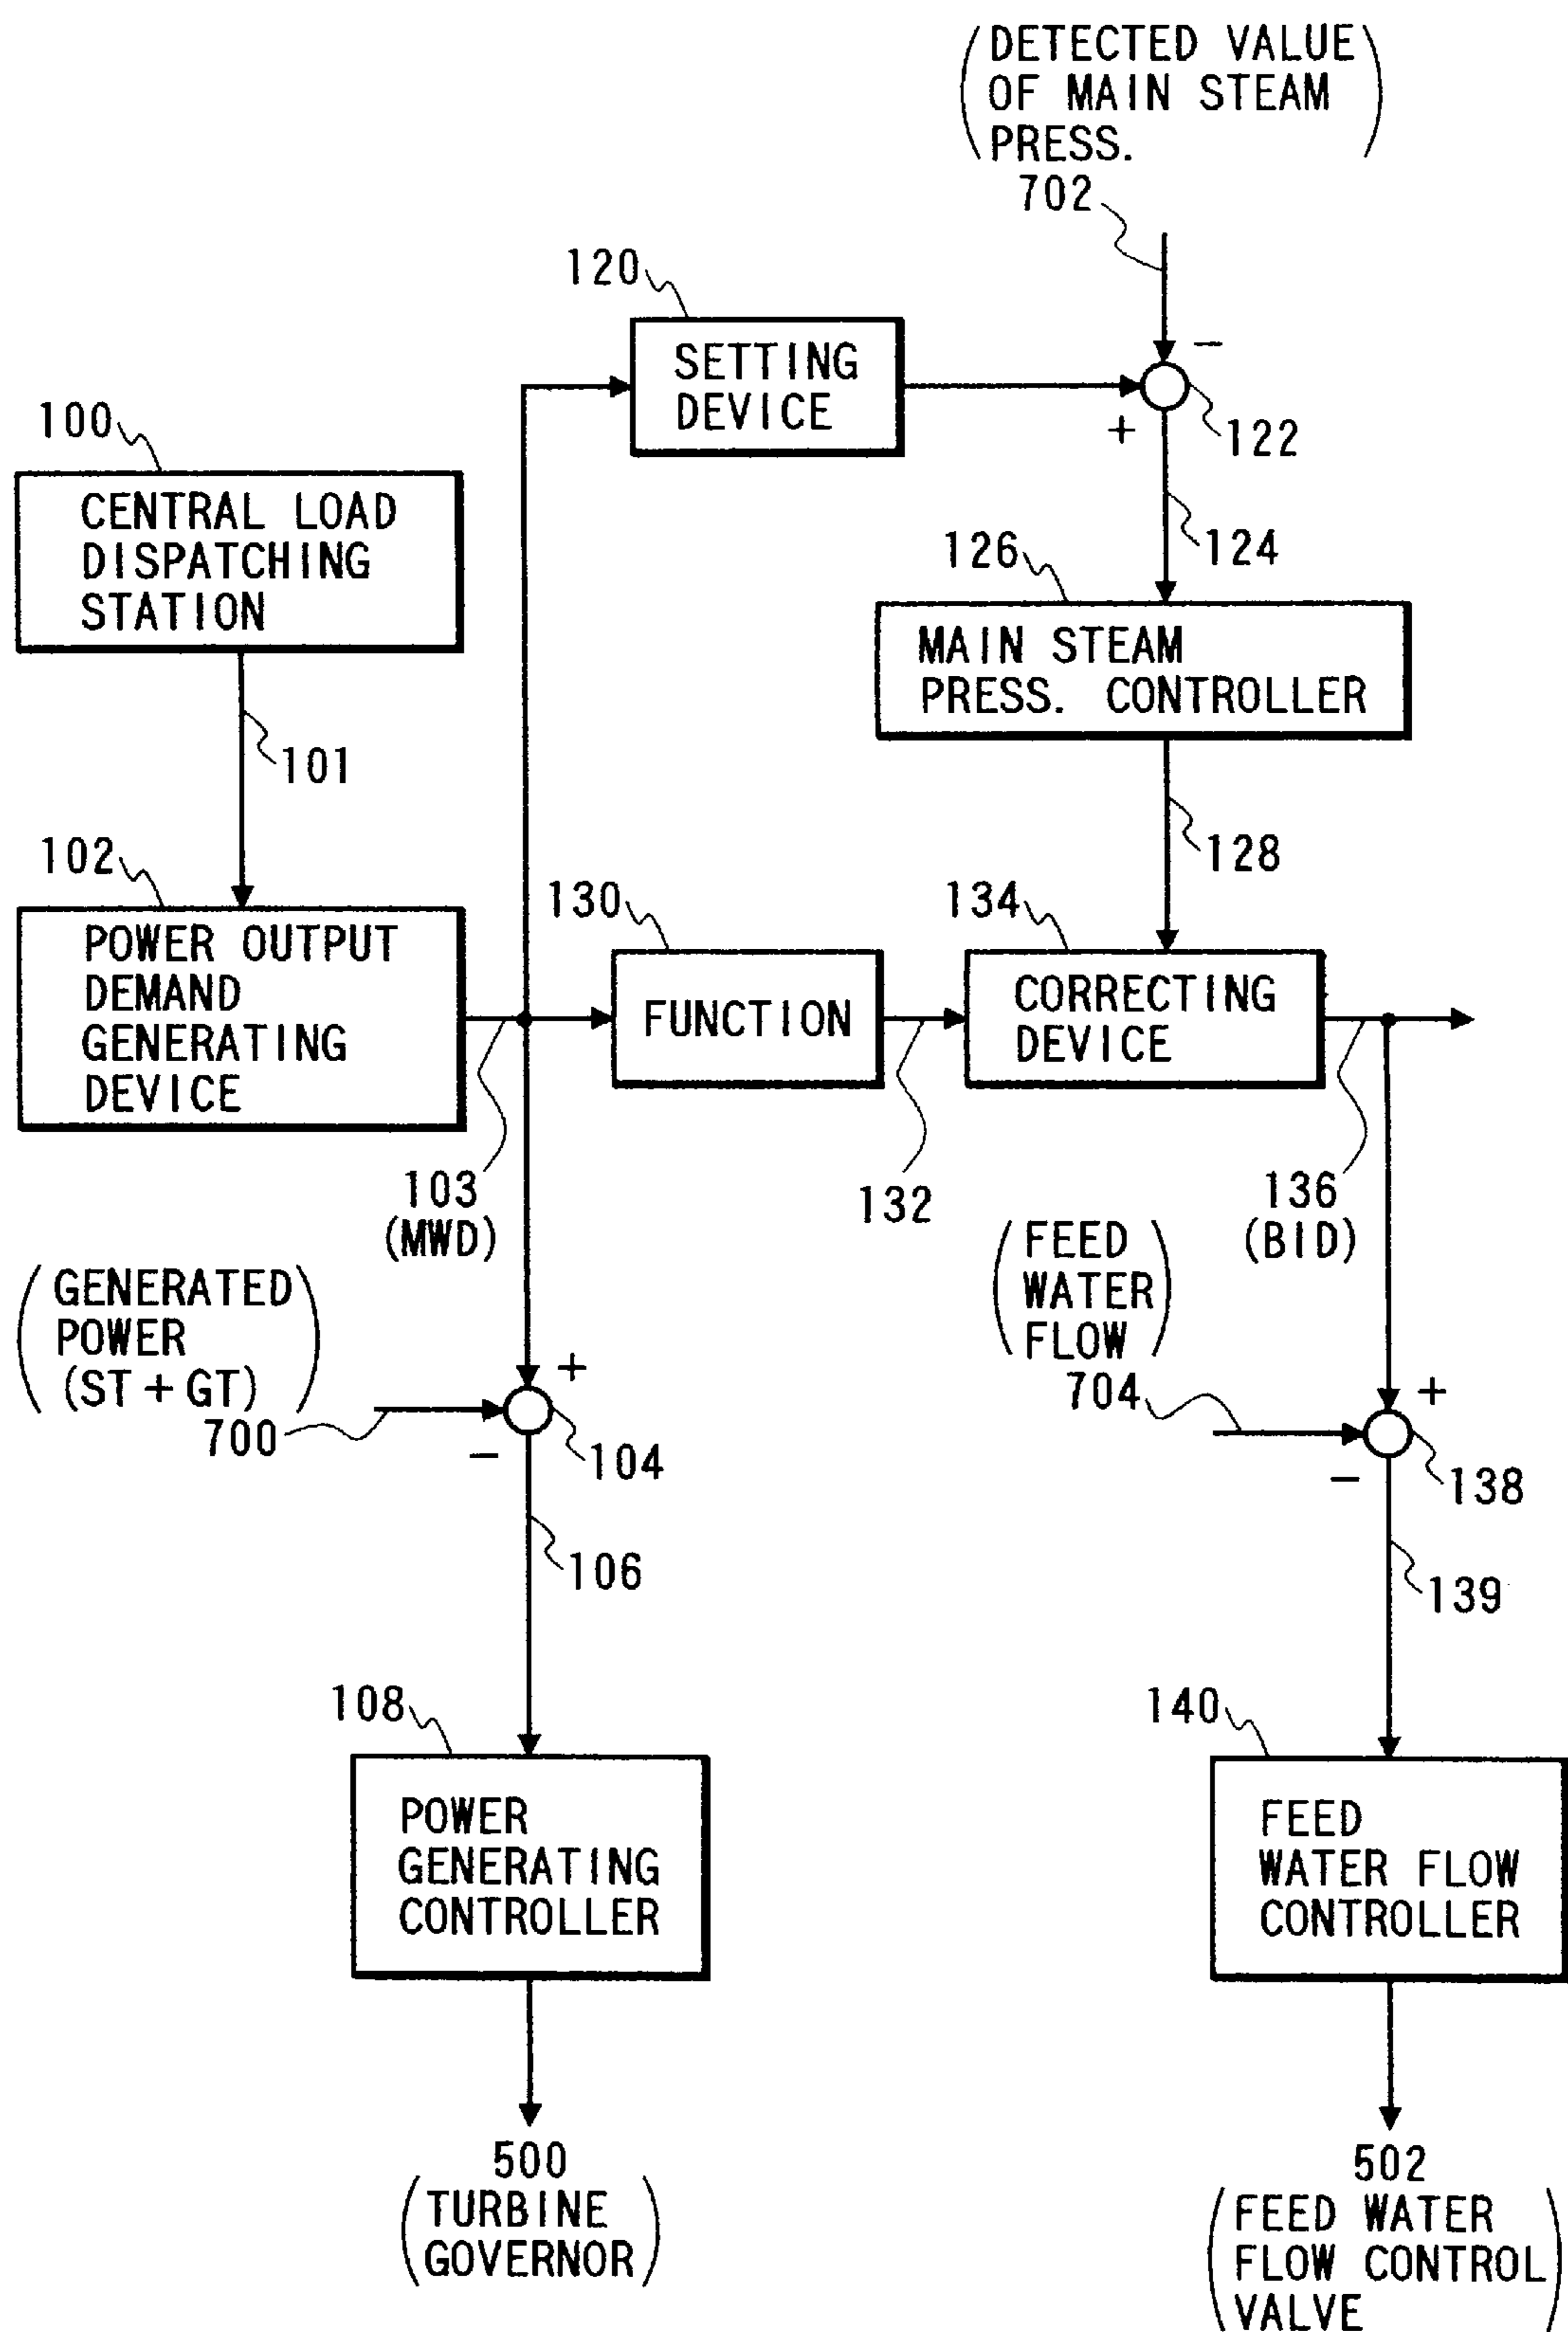 DETECTED VALUE
OF MAIN STEAM
PRESS.
702
120
SETTING
DEVICE
−
+
122
100
CENTRAL LOAD
DISPATCHING
STATION
124
126
MAIN STEAM
PRESS. CONTROLLER
101
128
102
POWER OUTPUT
DEMAND
GENERATING
DEVICE
130
FUNCTION
134
CORRECTING
DEVICE
103
(MWD)
132
136
(BID)
(GENERATED
POWER
(ST + GT))
700
+
−
104
(FEED
WATER
FLOW)
704
+
−
138
106
139
108
POWER
GENERATING
CONTROLLER
140
FEED
WATER FLOW
CONTROLLER
500
(TURBINE
GOVERNOR)
502
(FEED WATER
FLOW CONTROL
VALVE)